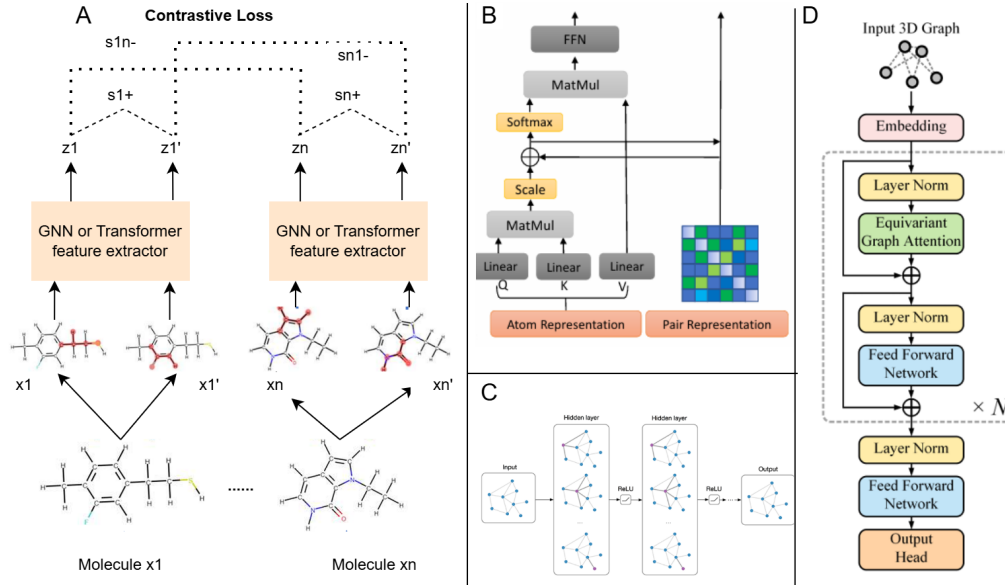 A
Contrastive Loss
s1n-
sn1-
s1+
sn+
z1
z1'
zn
zn'
GNN or Transformer
feature extractor
GNN or Transformer
feature extractor
x1
x1'
xn
xn'
......
Molecule x1
Molecule xn
B
FFN
MatMul
Softmax
Scale
MatMul
Linear
Linear
Linear
Q
K
V
Atom Representation
Pair Representation
C
Hidden layer
Hidden layer
Input
ReLU
ReLU
Output
...
...
D
Input 3D Graph
Embedding
Layer Norm
Equivariant
Graph Attention
Layer Norm
Feed Forward
Network
× N
Layer Norm
Feed Forward
Network
Output
Head